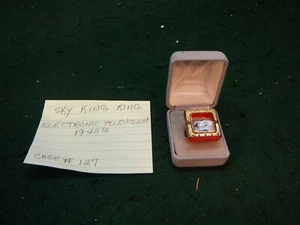 SKY KING RING
ELECTRONIC TELEVISION
1940S
CASE # 127